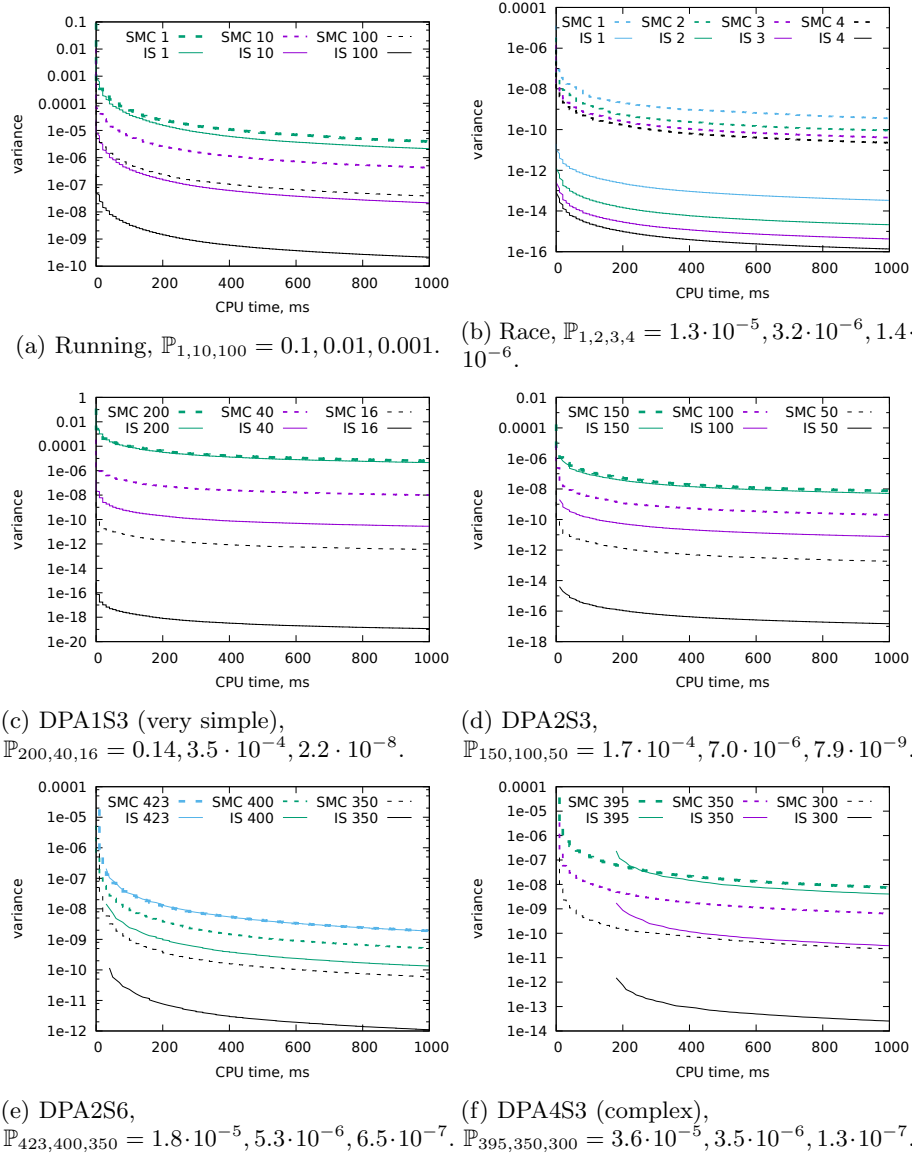 0.1
0.01
0.001
0.0001
1e-05
1e-06
1e-07
1e-08
1e-09
1e-10
variance
SMC 1 SMC 10 SMC 100
IS 1 IS 10 IS 100
0 200 400 600 800 1000
CPU time, ms
(a) Running, ℙ₁,₁₀,₁₀₀ = 0.1, 0.01, 0.001.
0.0001
1e-06
1e-08
1e-10
1e-12
1e-14
1e-16
variance
SMC 1 SMC 2 SMC 3 SMC 4
IS 1 IS 2 IS 3 IS 4
0 200 400 600 800 1000
CPU time, ms
(b) Race, ℙ₁,₂,₃,₄ = 1.3·10⁻⁵, 3.2·10⁻⁶, 1.4·
10⁻⁶.
1
0.01
0.0001
1e-06
1e-08
1e-10
1e-12
1e-14
1e-16
1e-18
1e-20
variance
SMC 200 SMC 40 SMC 16
IS 200 IS 40 IS 16
0 200 400 600 800 1000
CPU time, ms
(c) DPA1S3 (very simple),
ℙ₂₀₀,₄₀,₁₆ = 0.14, 3.5 · 10⁻⁴, 2.2 · 10⁻⁸.
0.01
0.0001
1e-06
1e-08
1e-10
1e-12
1e-14
1e-16
1e-18
variance
SMC 150 SMC 100 SMC 50
IS 150 IS 100 IS 50
0 200 400 600 800 1000
CPU time, ms
(d) DPA2S3,
ℙ₁₅₀,₁₀₀,₅₀ = 1.7·10⁻⁴, 7.0·10⁻⁶, 7.9·10⁻⁹.
0.0001
1e-05
1e-06
1e-07
1e-08
1e-09
1e-10
1e-11
1e-12
variance
SMC 423 SMC 400 SMC 350
IS 423 IS 400 IS 350
0 200 400 600 800 1000
CPU time, ms
(e) DPA2S6,
ℙ₄₂₃,₄₀₀,₃₅₀ = 1.8·10⁻⁵, 5.3·10⁻⁶, 6.5·10⁻⁷.
0.0001
1e-05
1e-06
1e-07
1e-08
1e-09
1e-10
1e-11
1e-12
1e-13
1e-14
variance
SMC 395 SMC 350 SMC 300
IS 395 IS 350 IS 300
0 200 400 600 800 1000
CPU time, ms
(f) DPA4S3 (complex),
ℙ₃₉₅,₃₅₀,₃₀₀ = 3.6·10⁻⁵, 3.5·10⁻⁶, 1.3·10⁻⁷.